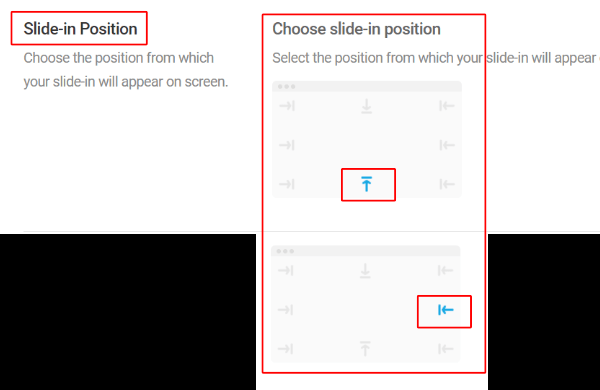 Slide-in Position
Choose the position from which
your slide-in will appear on screen.
Choose slide-in position
Select the position from which your slide-in will appear